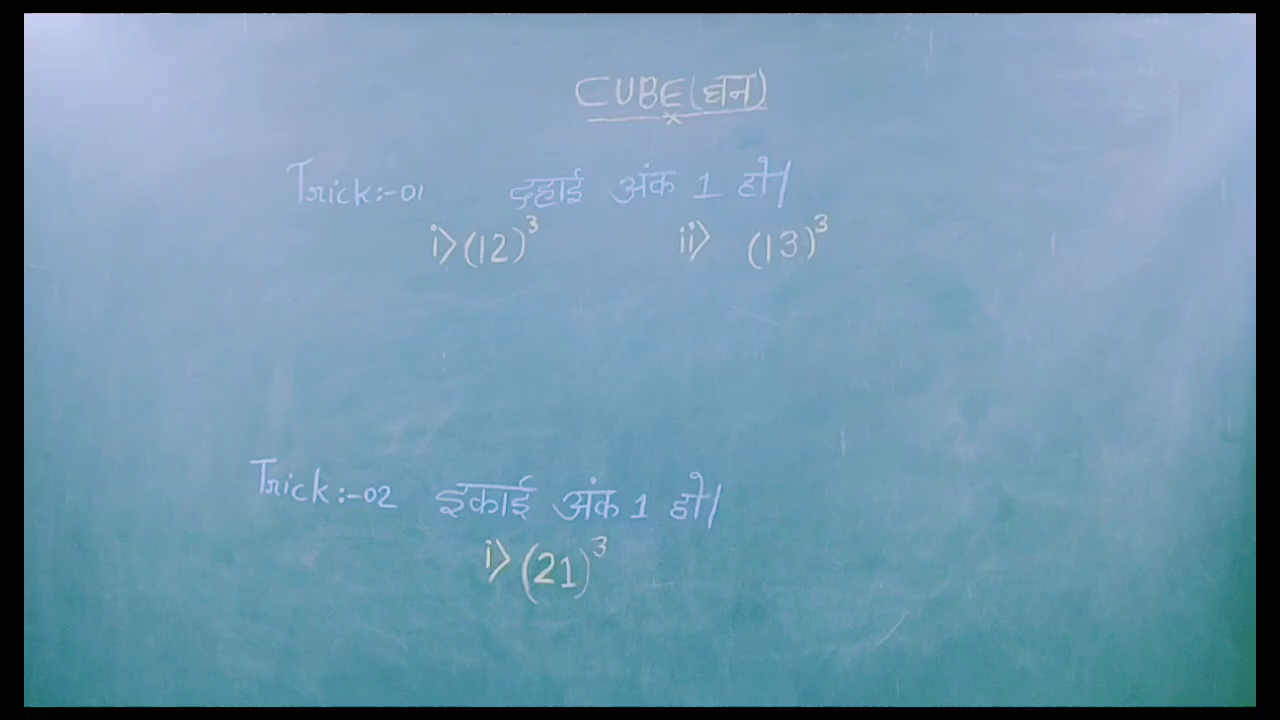 CUBE(घन)
Trick:-01 दहाई अंक 1 हो।
i> (12)³ ii> (13)³
Trick:-02 इकाई अंक 1 हो।
i> (21)³